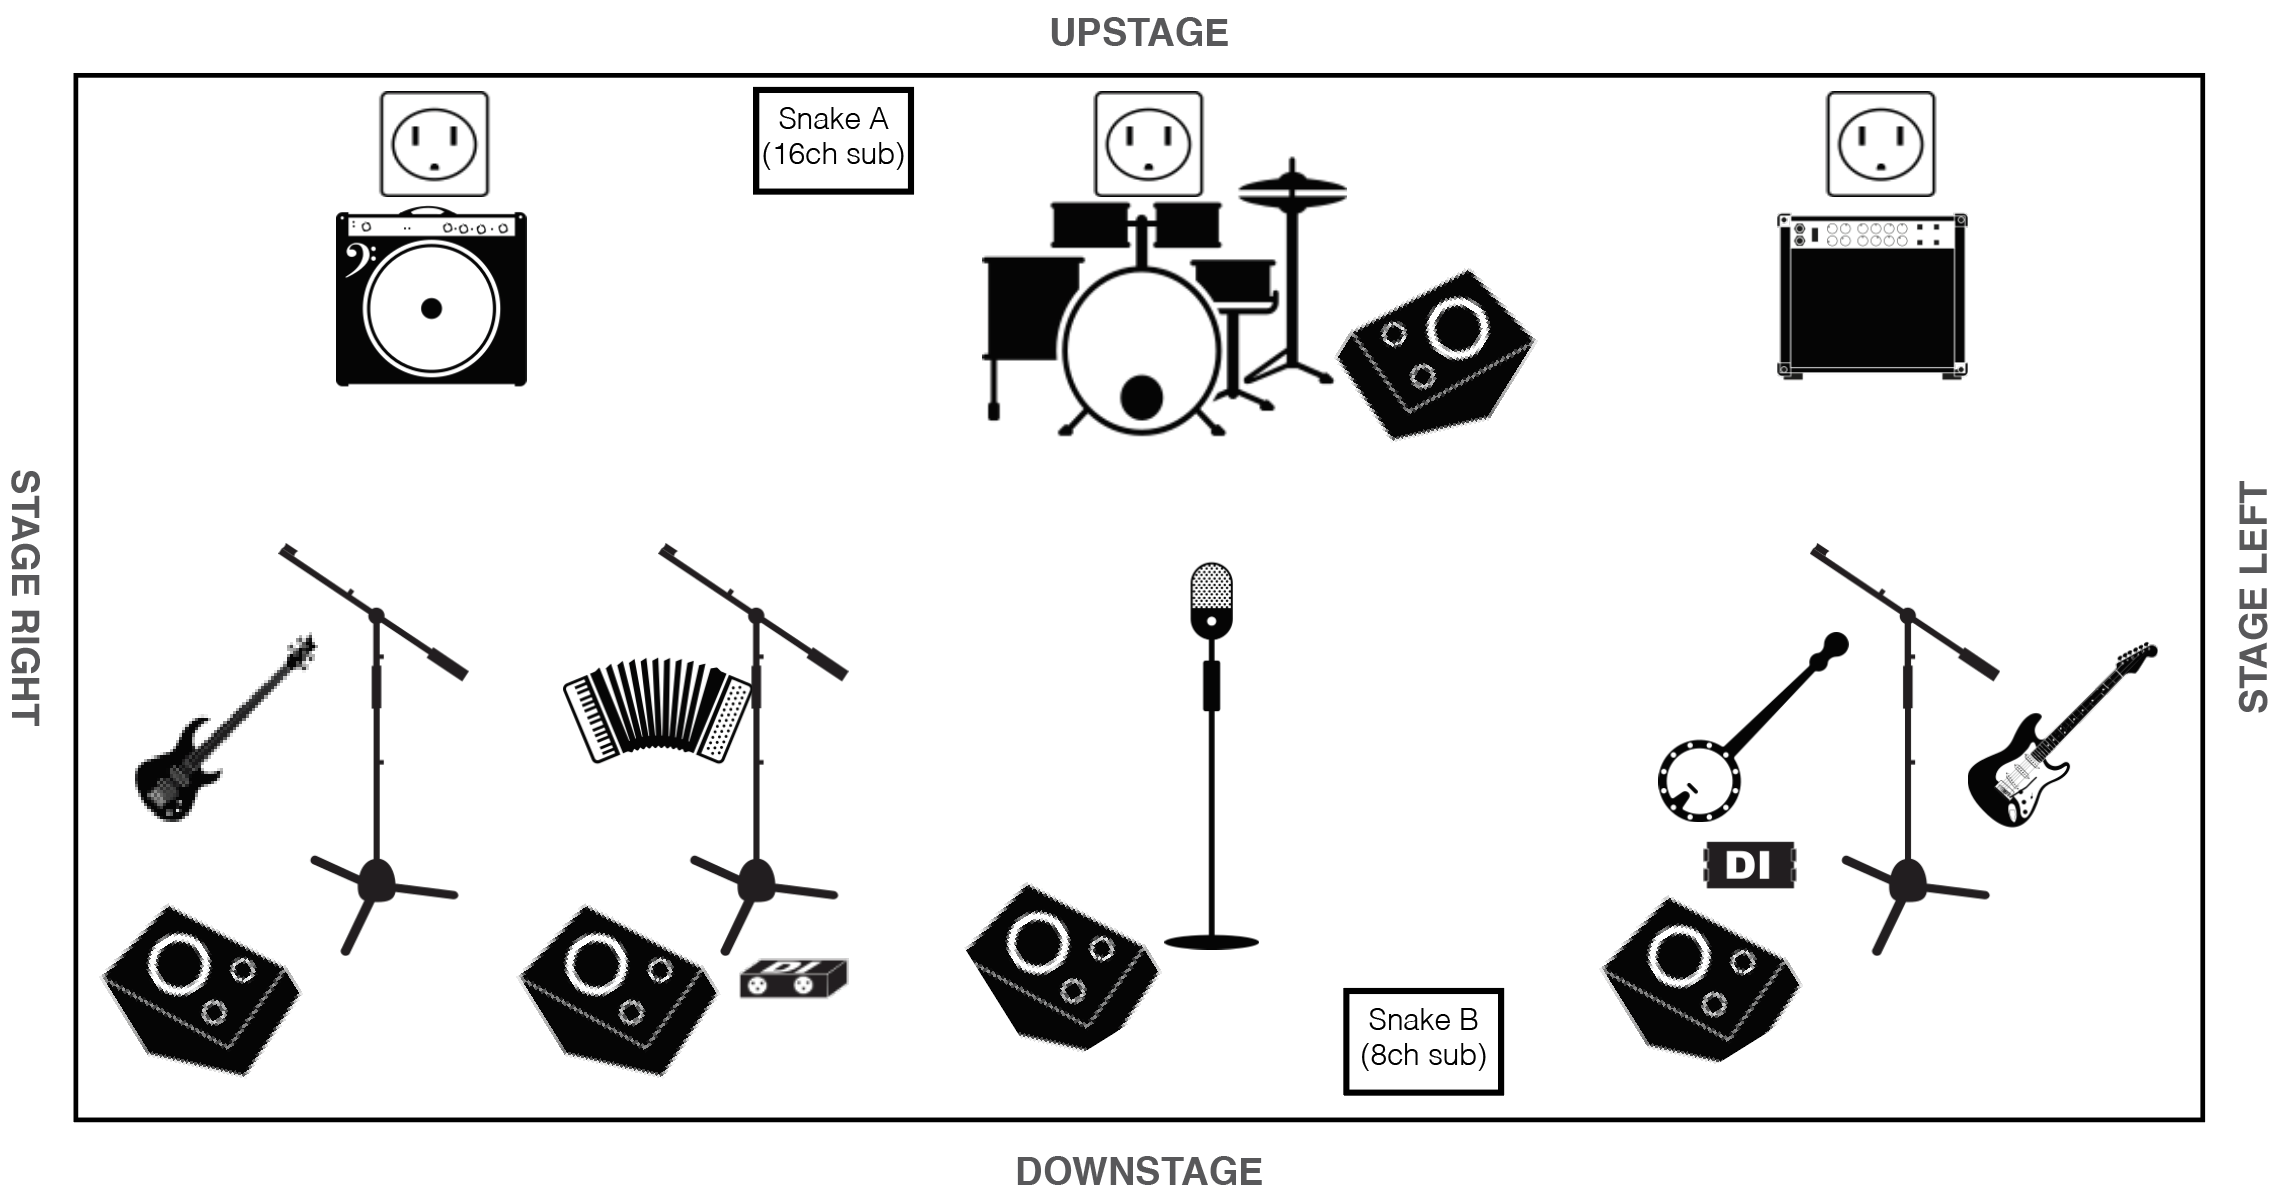 UPSTAGE
Snake A
(16ch sub)
STAGE RIGHT
STAGE LEFT
DI
DI
Snake B
(8ch sub)
DOWNSTAGE